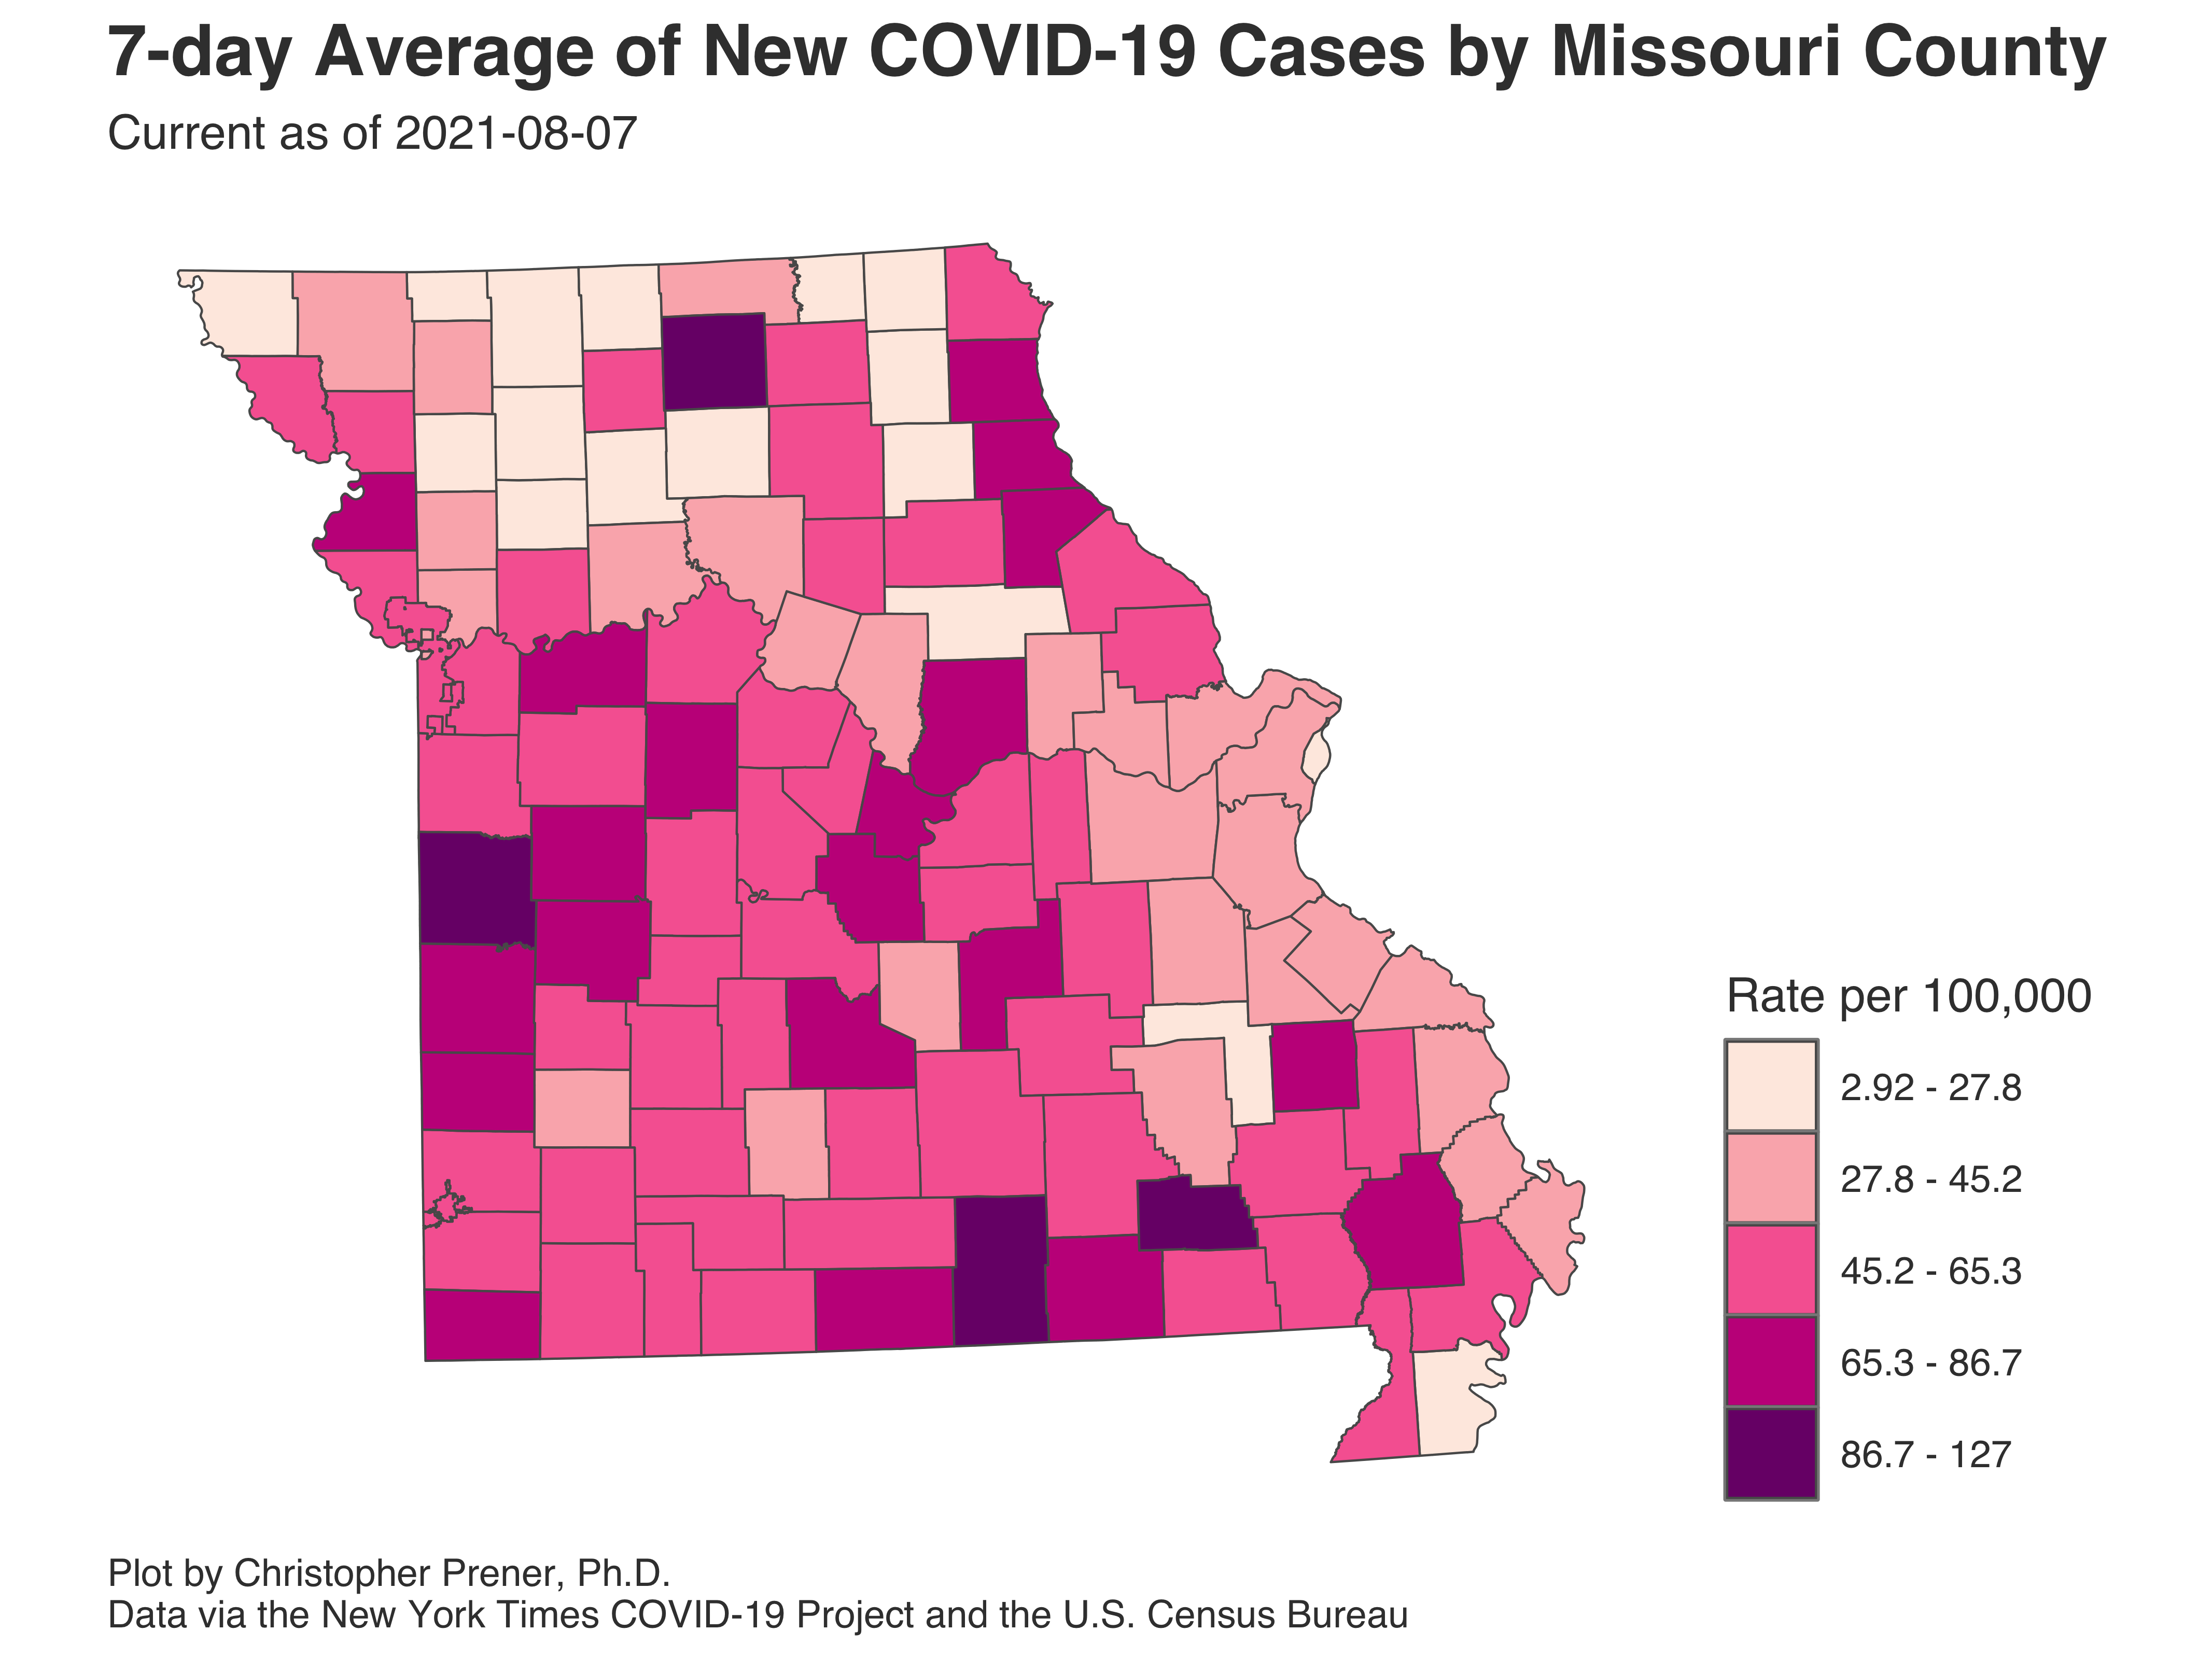 7-day Average of New COVID-19 Cases by Missouri County
Current as of 2021-08-07
Rate per 100,000
2.92 - 27.8
27.8 - 45.2
45.2 - 65.3
65.3 - 86.7
86.7 - 127
Plot by Christopher Prener, Ph.D.
Data via the New York Times COVID-19 Project and the U.S. Census Bureau